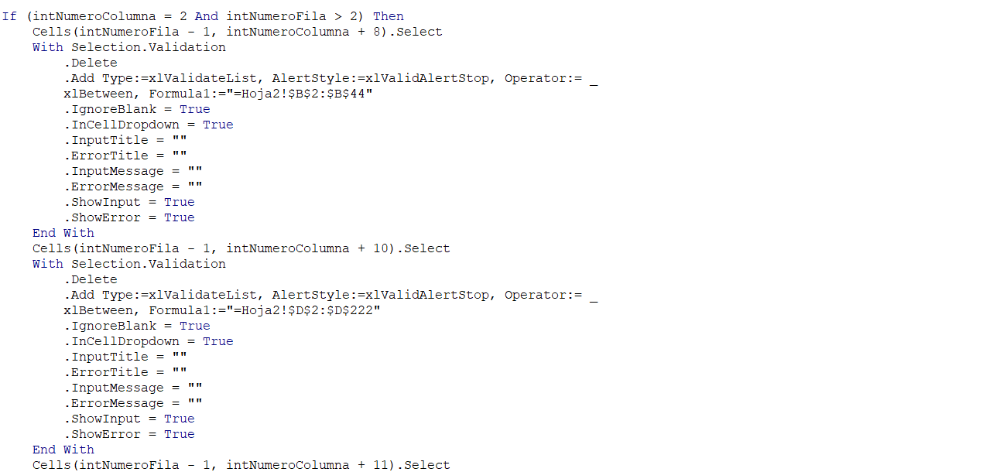 If (intNumeroColumna = 2 And intNumeroFila > 2) Then
    Cells(intNumeroFila - 1, intNumeroColumna + 8).Select
    With Selection.Validation
        .Delete
        .Add Type:=xlValidateList, AlertStyle:=xlValidAlertStop, Operator:= _
        xlBetween, Formula1:="=Hoja2!$B$2:$B$44"
        .IgnoreBlank = True
        .InCellDropdown = True
        .InputTitle = ""
        .ErrorTitle = ""
        .InputMessage = ""
        .ErrorMessage = ""
        .ShowInput = True
        .ShowError = True
    End With
    Cells(intNumeroFila - 1, intNumeroColumna + 10).Select
    With Selection.Validation
        .Delete
        .Add Type:=xlValidateList, AlertStyle:=xlValidAlertStop, Operator:= _
        xlBetween, Formula1:="=Hoja2!$D$2:$D$222"
        .IgnoreBlank = True
        .InCellDropdown = True
        .InputTitle = ""
        .ErrorTitle = ""
        .InputMessage = ""
        .ErrorMessage = ""
        .ShowInput = True
        .ShowError = True
    End With
    Cells(intNumeroFila - 1, intNumeroColumna + 11).Select